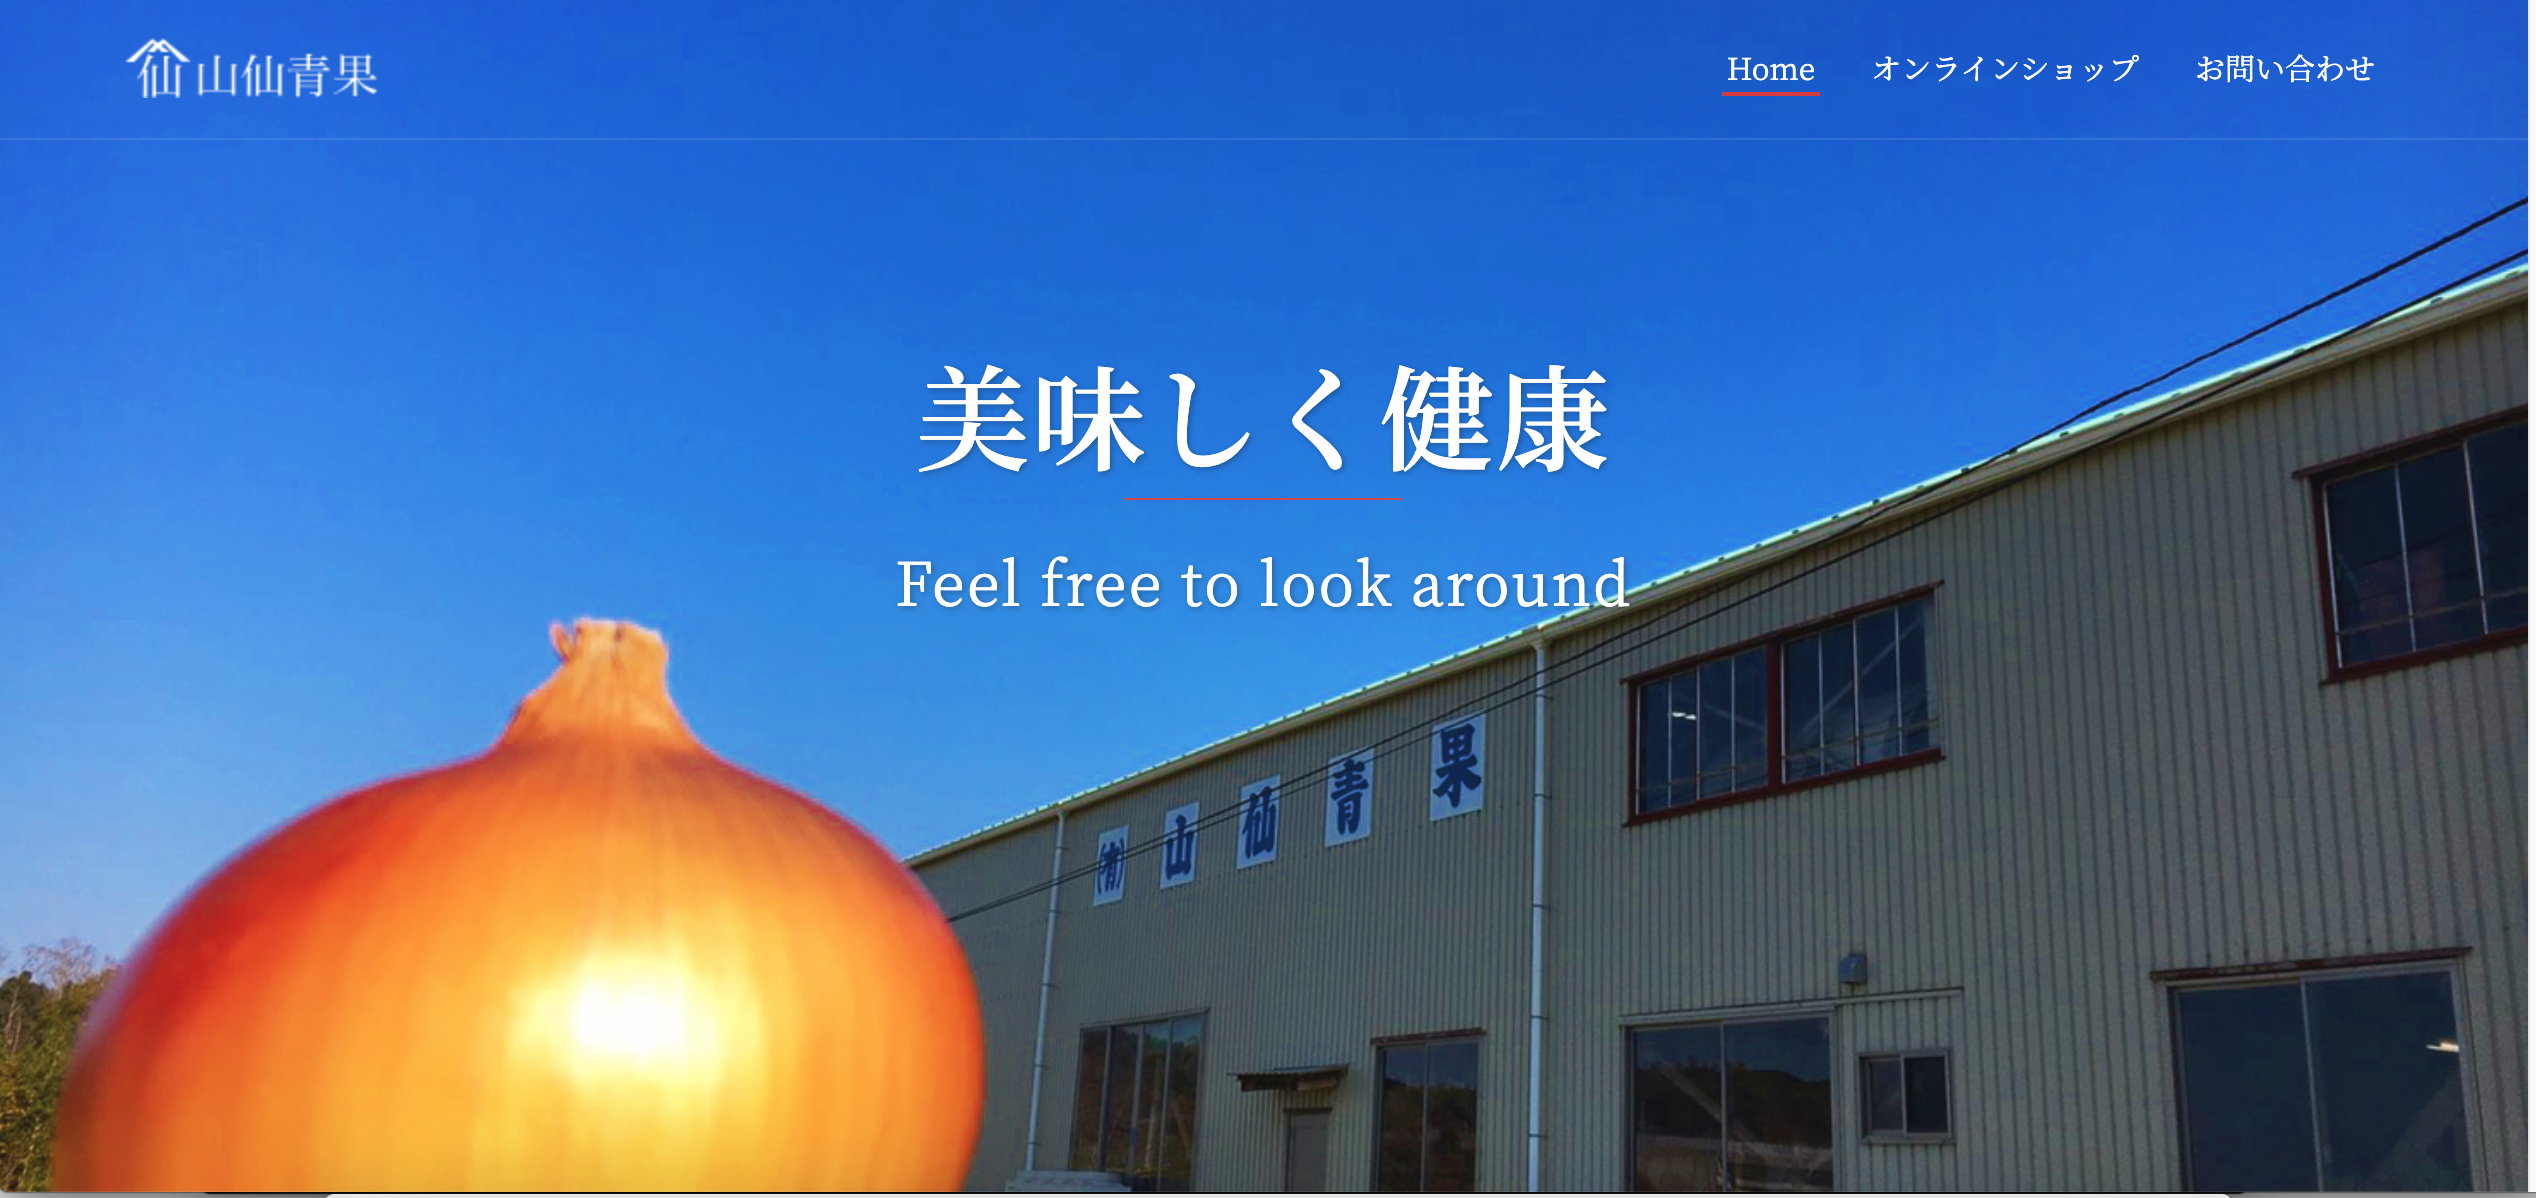 仙 山仙青果
Home オンラインショップ お問い合わせ
美味しく健康
Feel free to look around
㈲ 山 仙 青 果